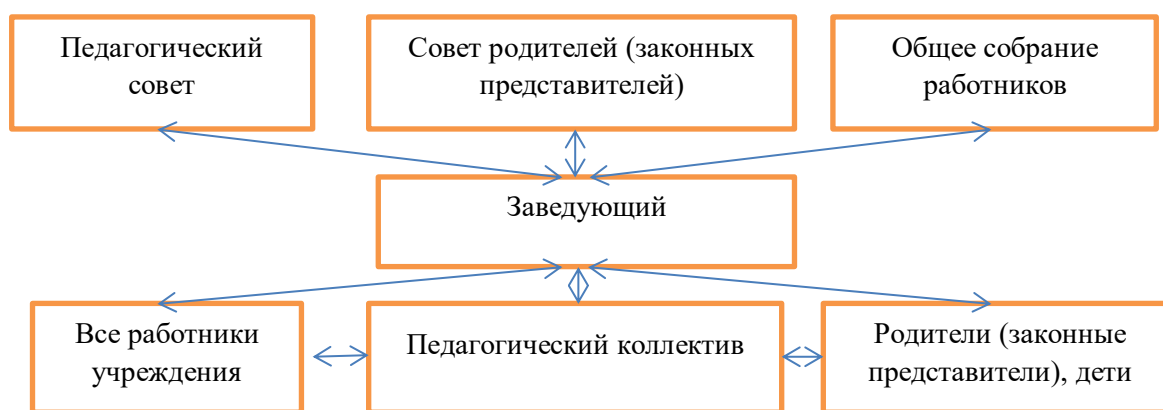 Педагогический
совет
Совет родителей (законных
представителей)
Общее собрание
работников
Заведующий
Все работники
учреждения
Педагогический коллектив
Родители (законные
представители), дети